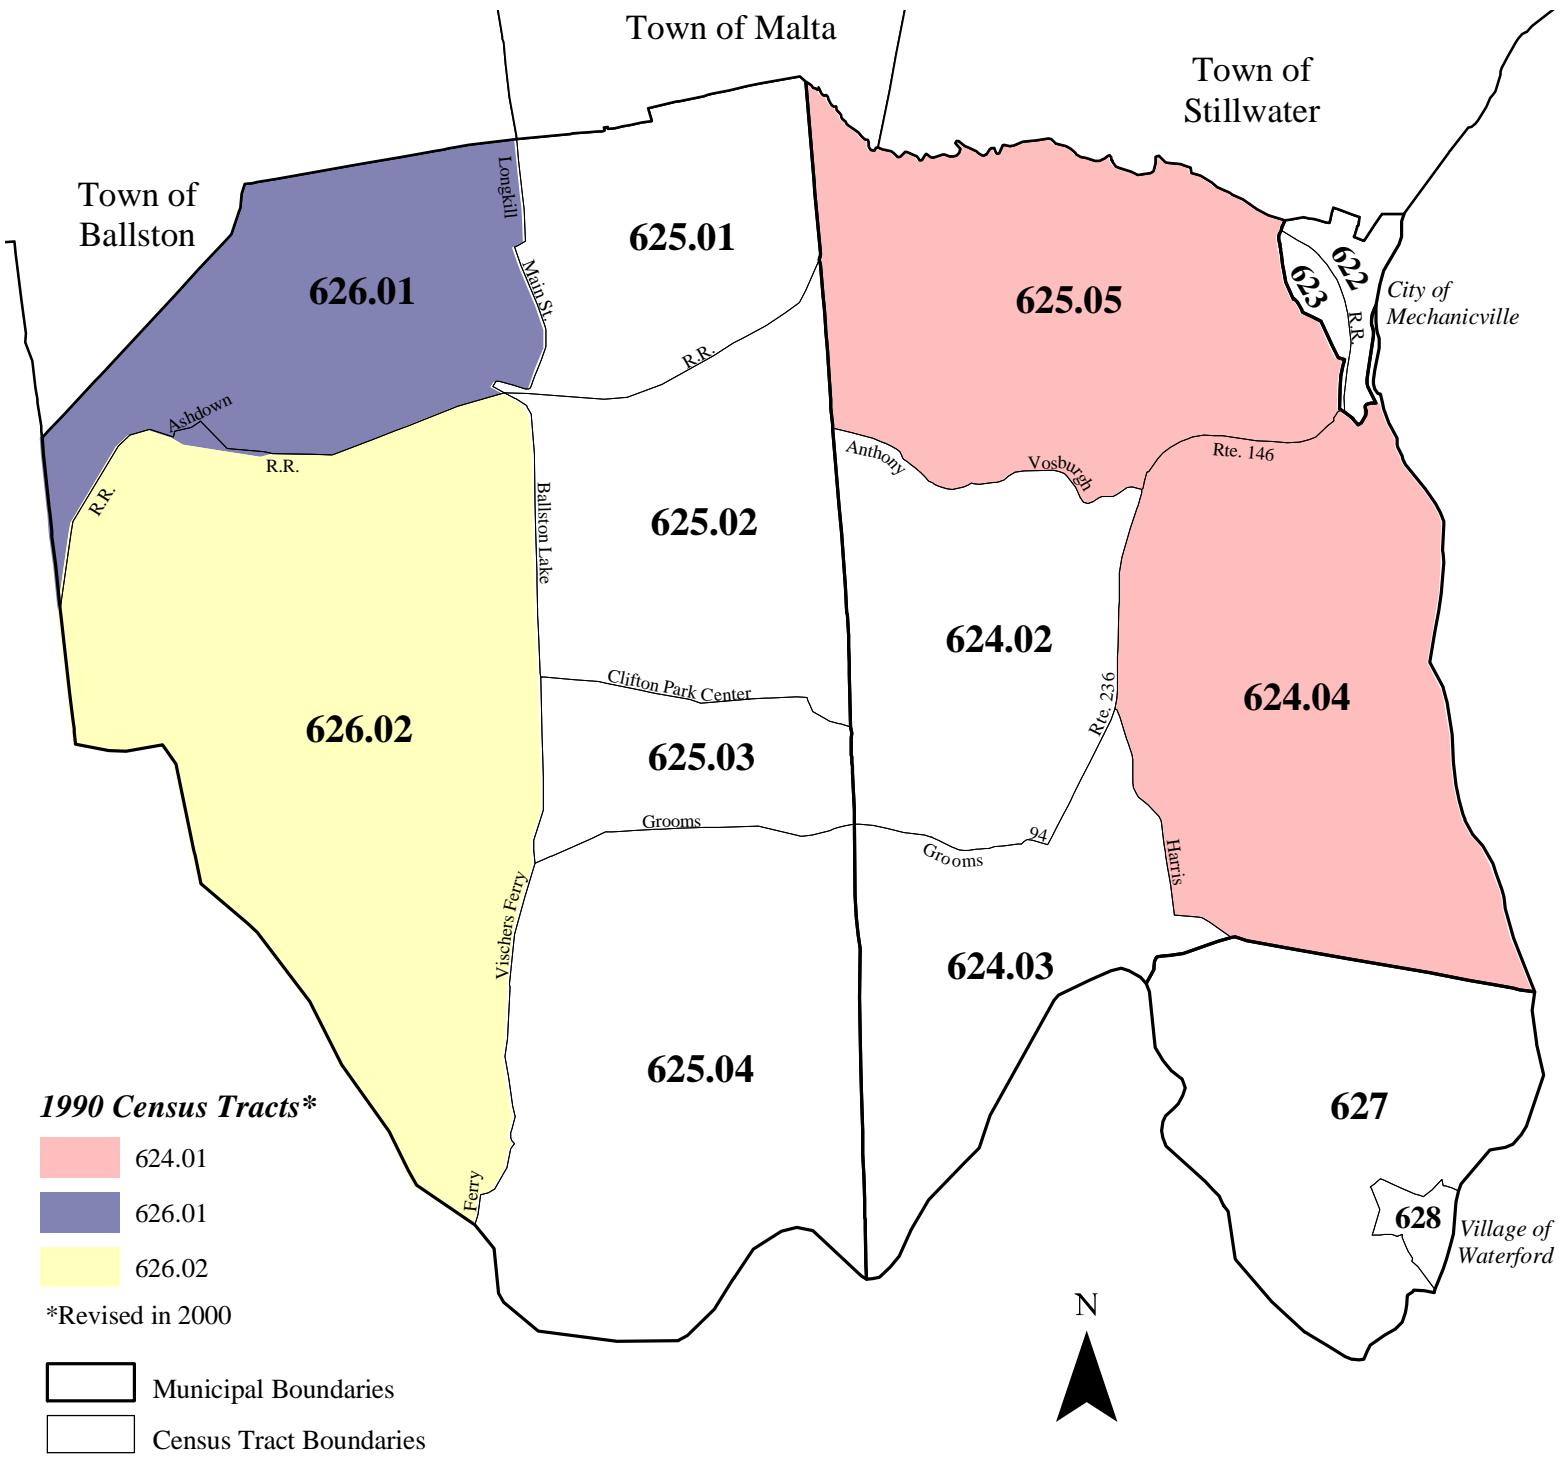 Town of Malta
Town of
Stillwater
Town of
Ballston
Longkill
625.01
626.01
Main St.
625.05
622
623
R.R.
City of
Mechanicville
R.R.
Ashdown
R.R.
R.R.
Anthony
Vosburgh
Rte. 146
Ballston Lake
625.02
624.02
Clifton Park Center
Rte. 236
624.04
626.02
625.03
Grooms
94
Grooms
Harris
Vischers Ferry
624.03
625.04
627
Ferry
628
Village of
Waterford
1990 Census Tracts*
624.01
626.01
626.02
*Revised in 2000
Municipal Boundaries
Census Tract Boundaries
N